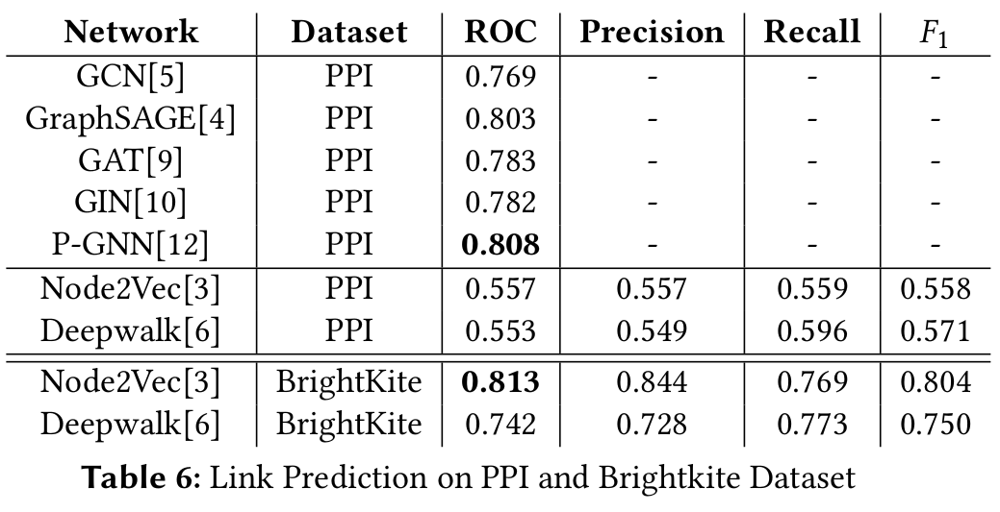 Network Dataset ROC Precision Recall F1
GCN[5] PPI 0.769 - - -
GraphSAGE[4] PPI 0.803 - - -
GAT[9] PPI 0.783 - - -
GIN[10] PPI 0.782 - - -
P-GNN[12] PPI 0.808 - - -
Node2Vec[3] PPI 0.557 0.557 0.559 0.558
Deepwalk[6] PPI 0.553 0.549 0.596 0.571
Node2Vec[3] BrightKite 0.813 0.844 0.769 0.804
Deepwalk[6] BrightKite 0.742 0.728 0.773 0.750
Table 6: Link Prediction on PPI and Brightkite Dataset